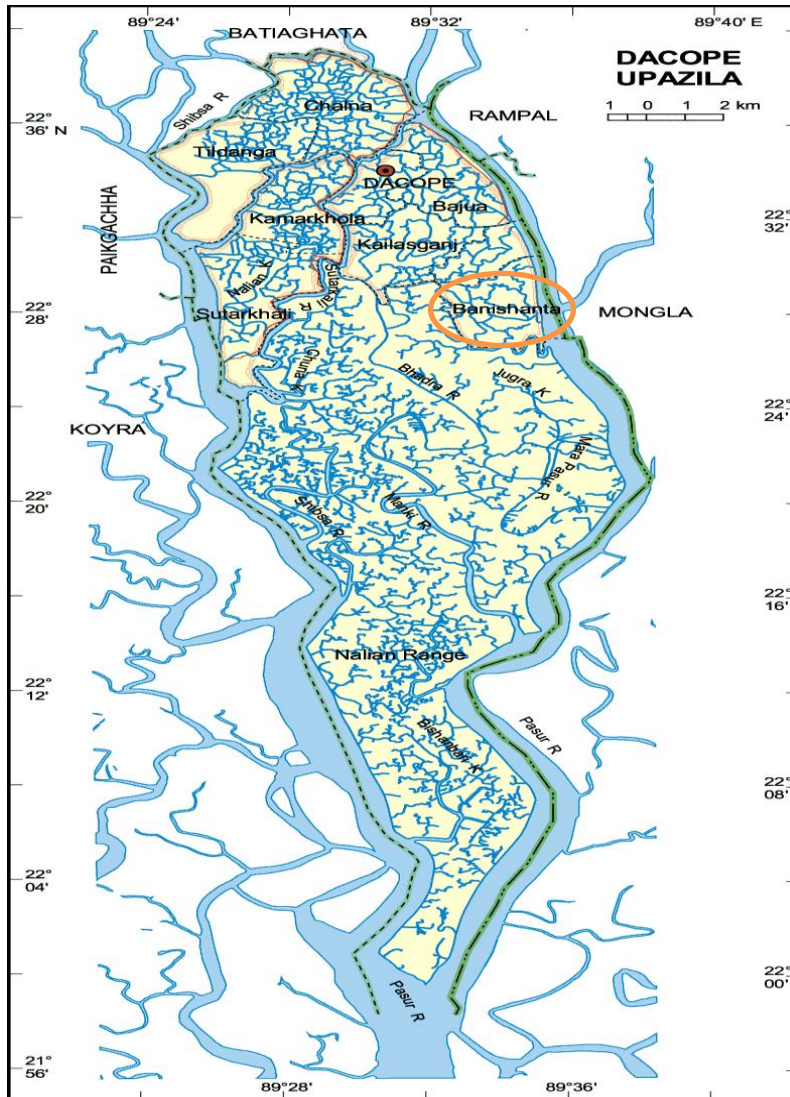 89°24'
89°32'
89°40' E
BATIAGHATA
DACOPE
UPAZILA
1 0 1 2 km
RAMPAL
22°
36' N
Shibsa R
Chalna
Tildanga
DACOPE
Bajua
PAIKGACHHA
Kamarkhola
Kailasganj
22°
32'
Nalian K
Sutarkhali R
Sutarkhali
22°
28'
Banishanta
MONGLA
Chuna K
Bhadra R
Jugra K
22°
24'
KOYRA
Mara Pasur R
22°
20'
Shibsa R
Manki R
22°
16'
Nalian Range
22°
12'
Pasur R
22°
08'
22°
04'
Pasur R
22°
00'
21°
56'
89°28'
89°36'